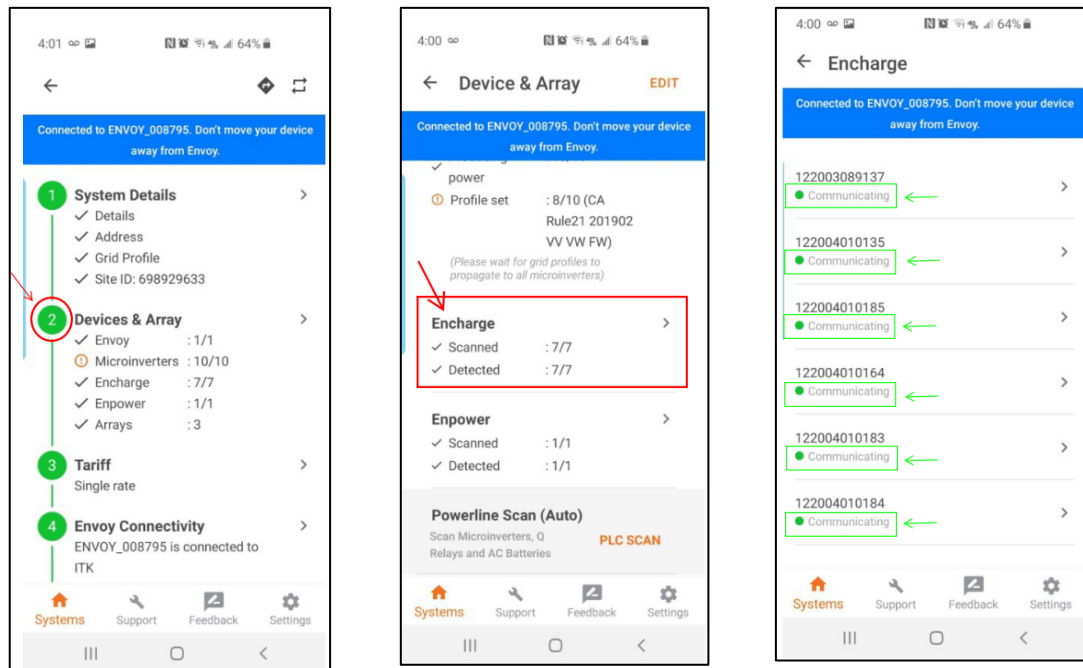 4:01
64%
Connected to ENVOY_008795. Don't move your device
away from Envoy.
1
System Details
Details
Address
Grid Profile
Site ID: 698929633
2
Devices & Array
Envoy : 1/1
Microinverters : 10/10
Encharge : 7/7
Enpower : 1/1
Arrays : 3
3
Tariff
Single rate
4
Envoy Connectivity
ENVOY_008795 is connected to
ITK
Systems Support Feedback Settings
4:00
64%
Device & Array EDIT
Connected to ENVOY_008795. Don't move your device
away from Envoy.
power
Profile set : 8/10 (CA
Rule21 201902
VV VW FW)
(Please wait for grid profiles to
propagate to all microinverters)
Encharge
Scanned : 7/7
Detected : 7/7
Enpower
Scanned : 1/1
Detected : 1/1
Powerline Scan (Auto)
Scan Microinverters, Q
Relays and AC Batteries
PLC SCAN
Systems Support Feedback Settings
4:00
64%
Encharge
Connected to ENVOY_008795. Don't move your device
away from Envoy.
122003089137
Communicating
122004010135
Communicating
122004010185
Communicating
122004010164
Communicating
122004010183
Communicating
122004010184
Communicating
Systems Support Feedback Settings